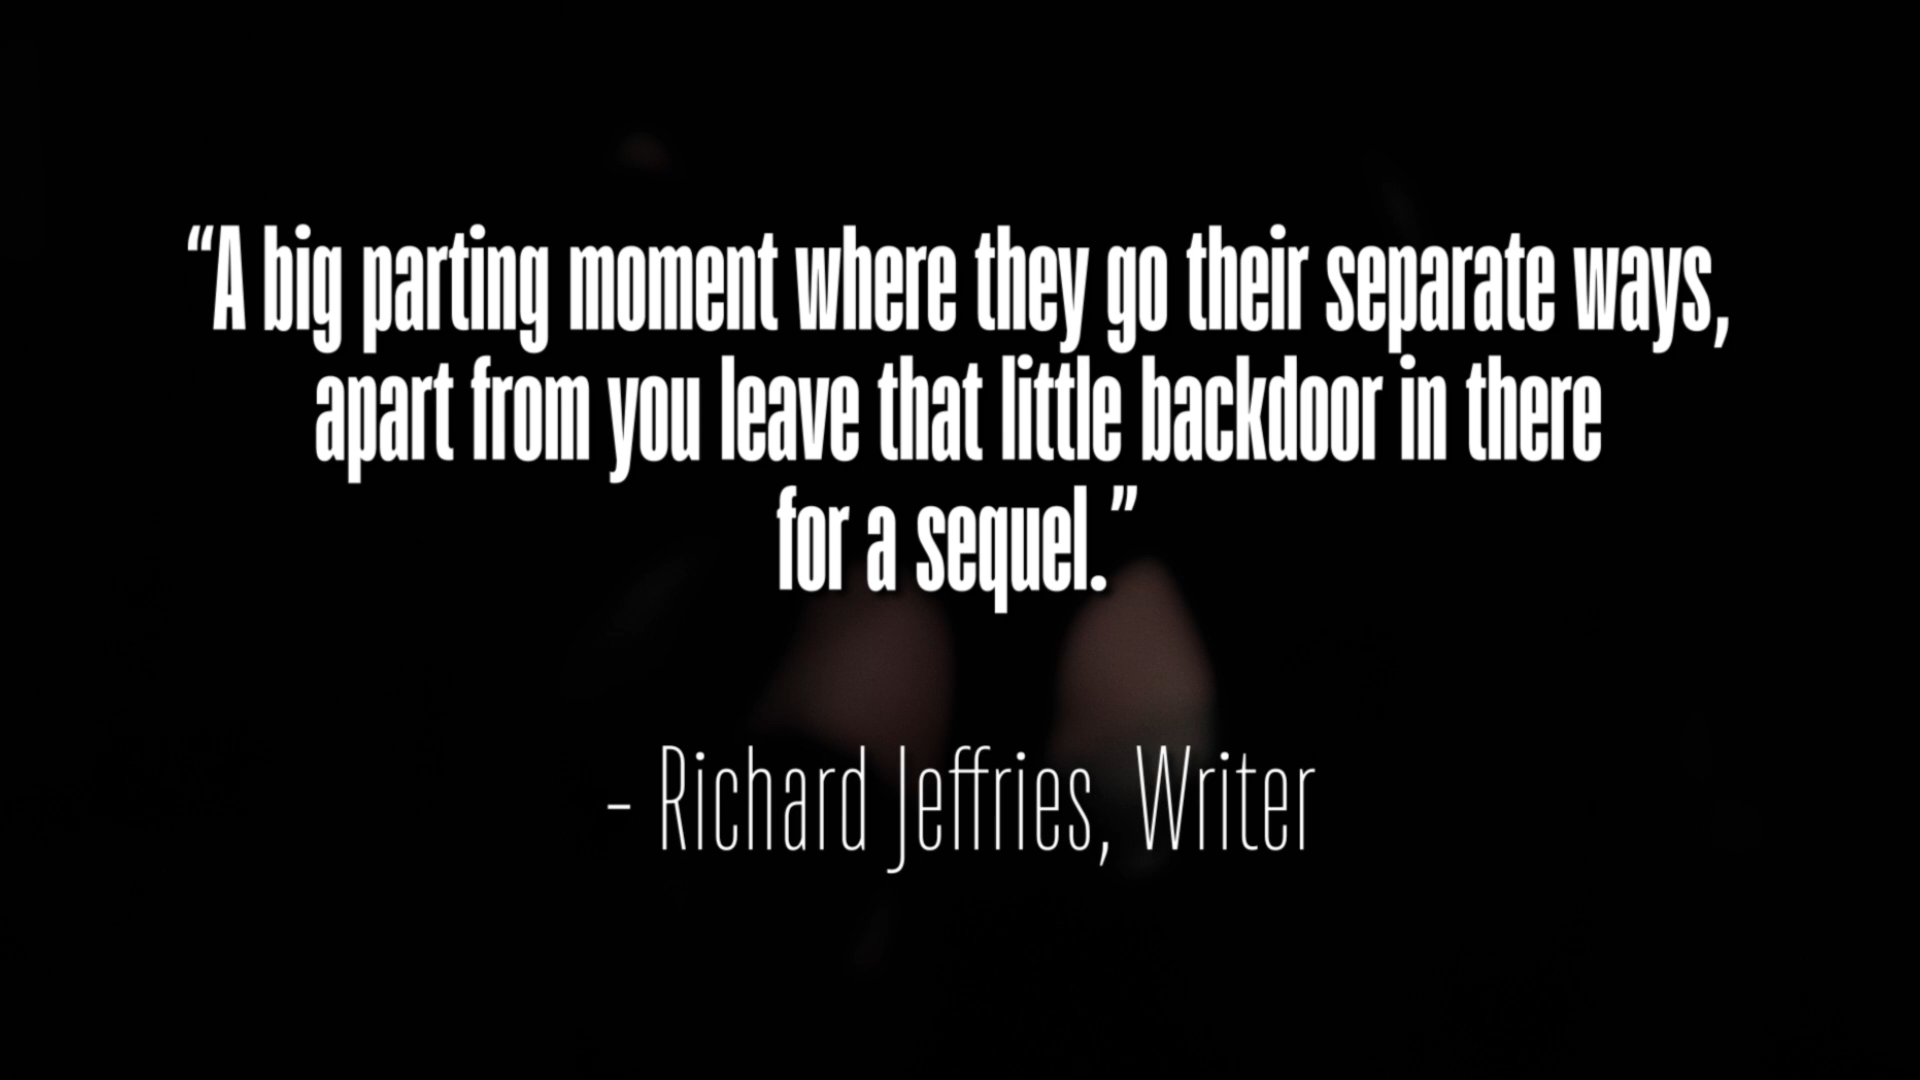 “A big parting moment where they go their separate ways,
apart from you leave that little backdoor in there
for a sequel.”
- Richard Jeffries, Writer